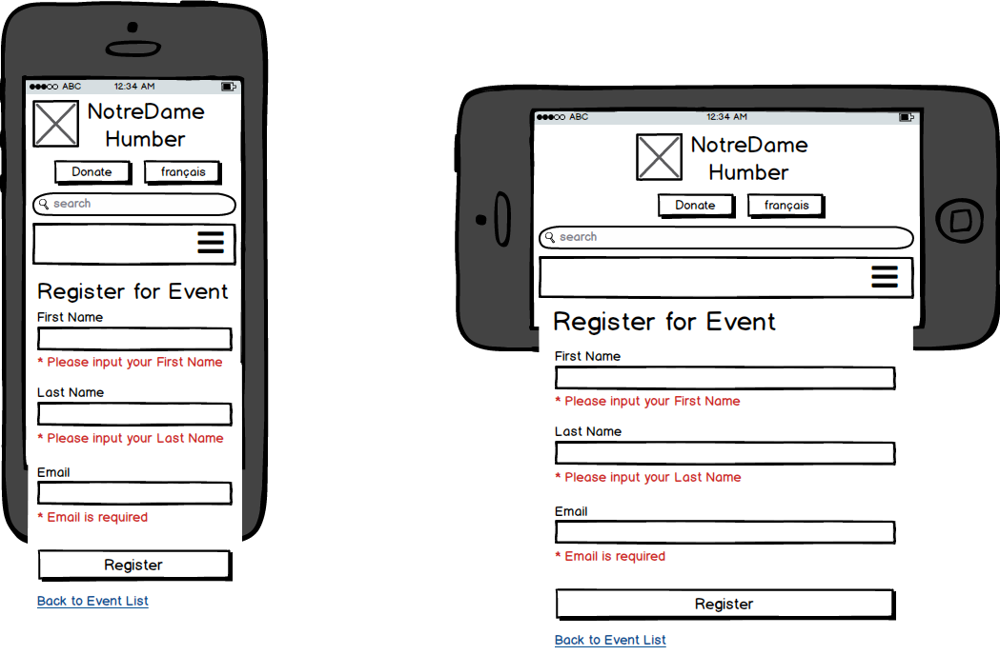 ABC 12:34 AM
NotreDame
Humber
Donate français
search
Register for Event
First Name
* Please input your First Name
Last Name
* Please input your Last Name
Email
* Email is required
Register
Back to Event List
ABC 12:34 AM
NotreDame
Humber
Donate français
search
Register for Event
First Name
* Please input your First Name
Last Name
* Please input your Last Name
Email
* Email is required
Register
Back to Event List